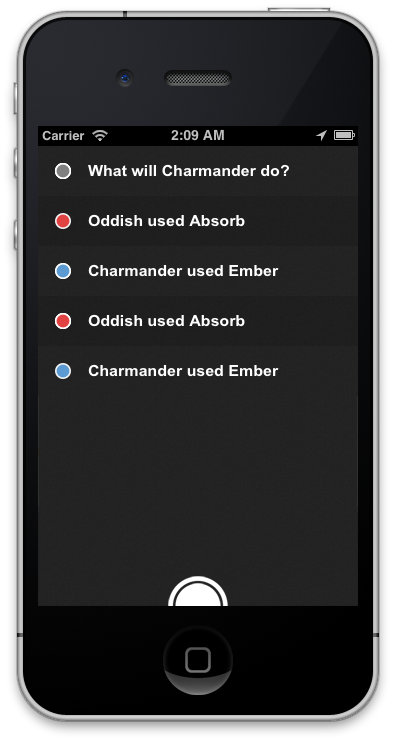 Carrier 2:09 AM
What will Charmander do?
Oddish used Absorb
Charmander used Ember
Oddish used Absorb
Charmander used Ember